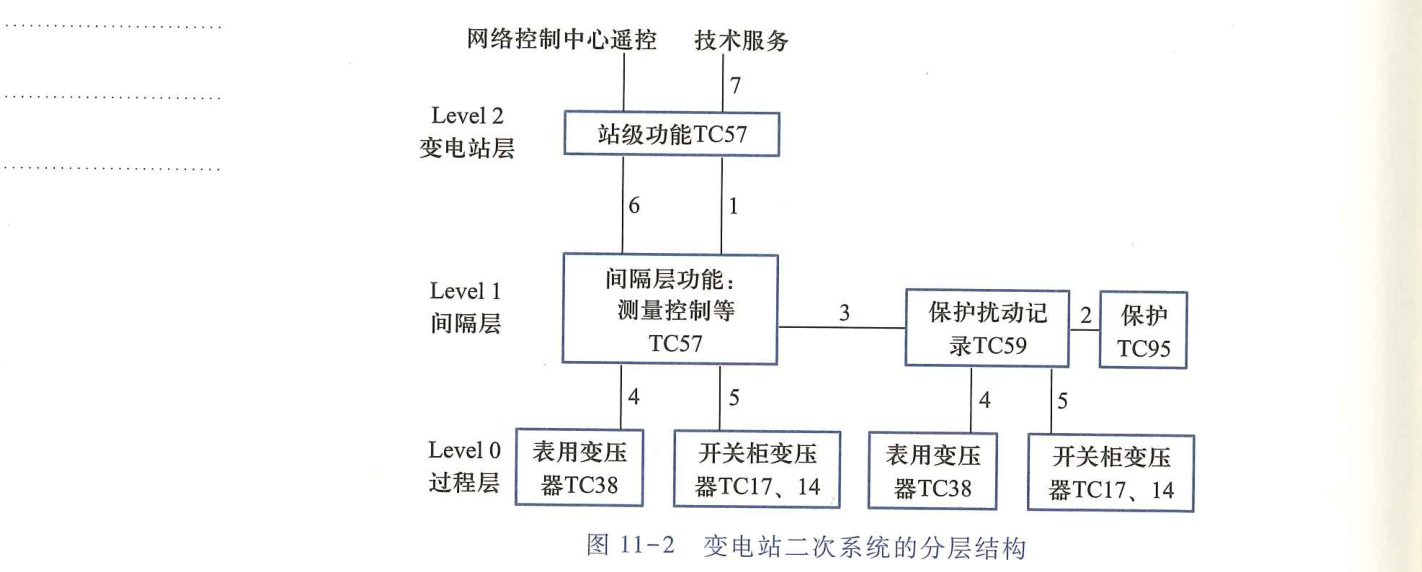 网络控制中心遥控 技术服务
7
Level 2
变电站层
站级功能TC57
6 1
Level 1
间隔层
间隔层功能：
测量控制等
TC57
3
保护扰动记
录TC59
2
保护
TC95
4 5 4 5
Level 0
过程层
表用变压
器TC38
开关柜变压
器TC17、14
表用变压
器TC38
开关柜变压
器TC17、14
图 11-2 变电站二次系统的分层结构